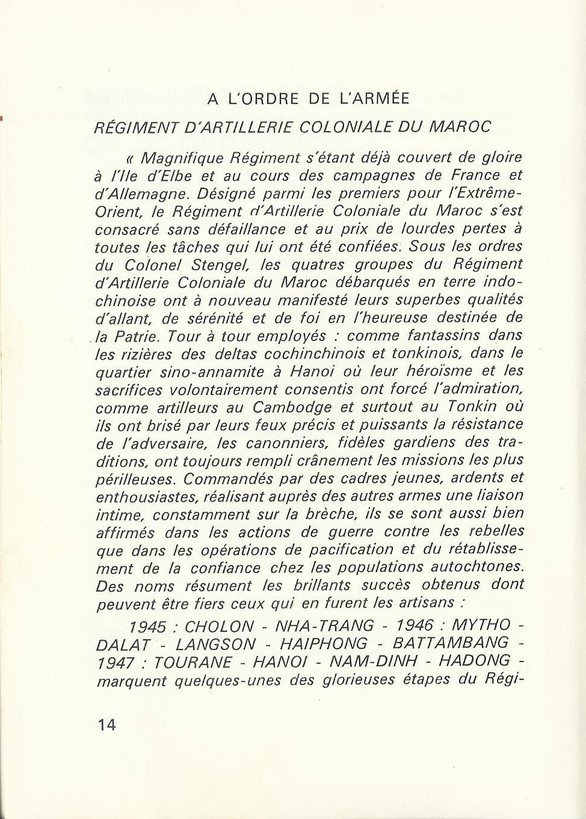 A L'ORDRE DE L'ARMÉE
RÉGIMENT D'ARTILLERIE COLONIALE DU MAROC
« Magnifique Régiment s'étant déjà couvert de gloire
à l'Ile d'Elbe et au cours des campagnes de France et
d'Allemagne. Désigné parmi les premiers pour l'Extrême-
Orient, le Régiment d'Artillerie Coloniale du Maroc s'est
consacré sans défaillance et au prix de lourdes pertes à
toutes les tâches qui lui ont été confiées. Sous les ordres
du Colonel Stengel, les quatres groupes du Régiment
d'Artillerie Coloniale du Maroc débarqués en terre indo-
chinoise ont à nouveau manifesté leurs superbes qualités
d'allant, de sérénité et de foi en l'heureuse destinée de
la Patrie. Tour à tour employés : comme fantassins dans
les rizières des deltas cochinchinois et tonkinois, dans le
quartier sino-annamite à Hanoi où leur héroïsme et les
sacrifices volontairement consentis ont forcé l'admiration,
comme artilleurs au Cambodge et surtout au Tonkin où
ils ont brisé par leurs feux précis et puissants la résistance
de l'adversaire, les canonniers, fidèles gardiens des tra-
ditions, ont toujours rempli crânement les missions les plus
périlleuses. Commandés par des cadres jeunes, ardents et
enthousiastes, réalisant auprès des autres armes une liaison
intime, constamment sur la brèche, ils se sont aussi bien
affirmés dans les actions de guerre contre les rebelles
que dans les opérations de pacification et du rétablisse-
ment de la confiance chez les populations autochtones.
Des noms résument les brillants succès obtenus dont
peuvent être fiers ceux qui en furent les artisans :
1945 : CHOLON - NHA-TRANG - 1946 : MYTHO -
DALAT - LANGSON - HAIPHONG - BATTAMBANG -
1947 : TOURANE - HANOI - NAM-DINH - HADONG -
marquent quelques-unes des glorieuses étapes du Régi-
14